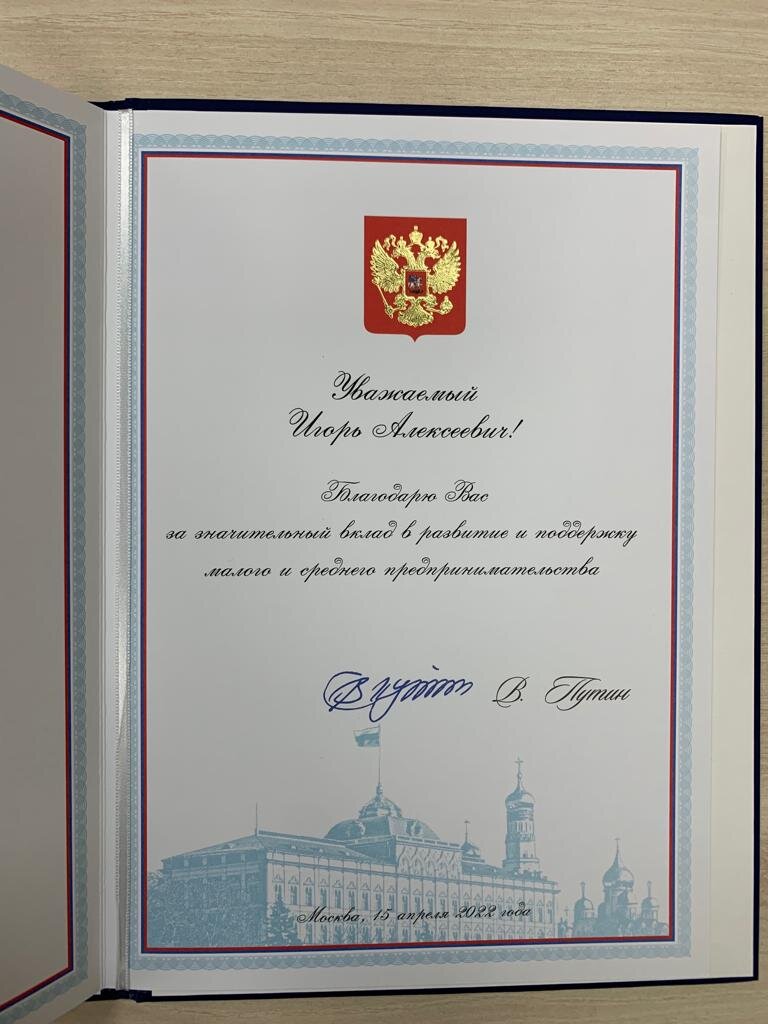 Уважаемый
Игорь Алексеевич!
Благодарю Вас
за значительный вклад в развитие и поддержку
малого и среднего предпринимательства
В. Путин
Москва, 15 апреля 2022 года